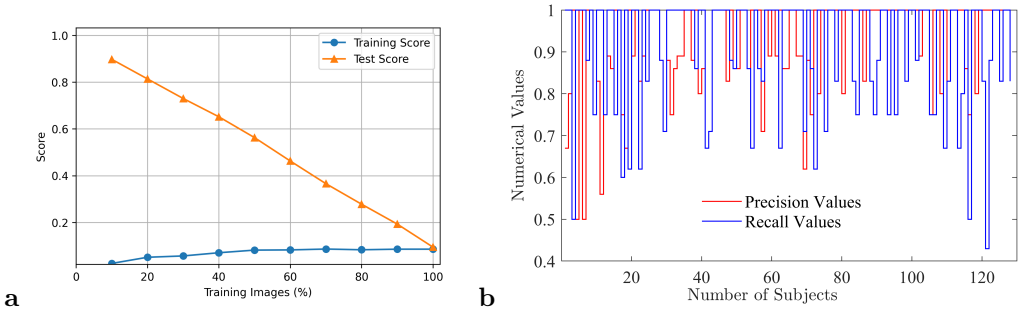 1.0
0.8
0.6
0.4
0.2
0
20
40
60
80
100
Score
Training Images (%)
Training Score
Test Score
a
1
0.9
0.8
0.7
0.6
0.5
0.4
20
40
60
80
100
120
Numerical Values
Number of Subjects
Precision Values
Recall Values
b